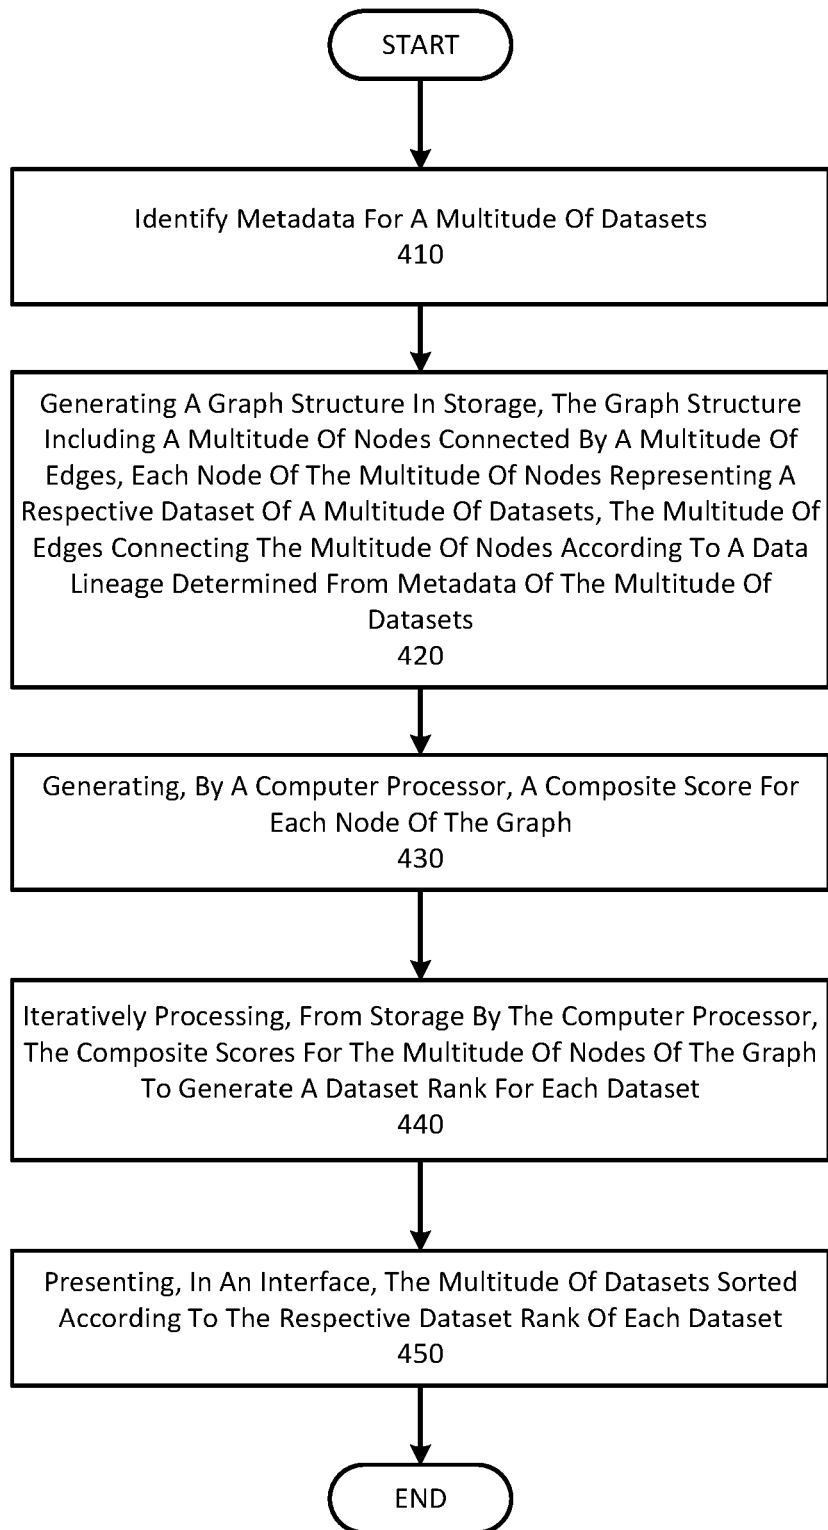 START
Identify Metadata For A Multitude Of Datasets
410
Generating A Graph Structure In Storage, The Graph Structure
Including A Multitude Of Nodes Connected By A Multitude Of
Edges, Each Node Of The Multitude Of Nodes Representing A
Respective Dataset Of A Multitude Of Datasets, The Multitude Of
Edges Connecting The Multitude Of Nodes According To A Data
Lineage Determined From Metadata Of The Multitude Of
Datasets
420
Generating, By A Computer Processor, A Composite Score For
Each Node Of The Graph
430
Iteratively Processing, From Storage By The Computer Processor,
The Composite Scores For The Multitude Of Nodes Of The Graph
To Generate A Dataset Rank For Each Dataset
440
Presenting, In An Interface, The Multitude Of Datasets Sorted
According To The Respective Dataset Rank Of Each Dataset
450
END